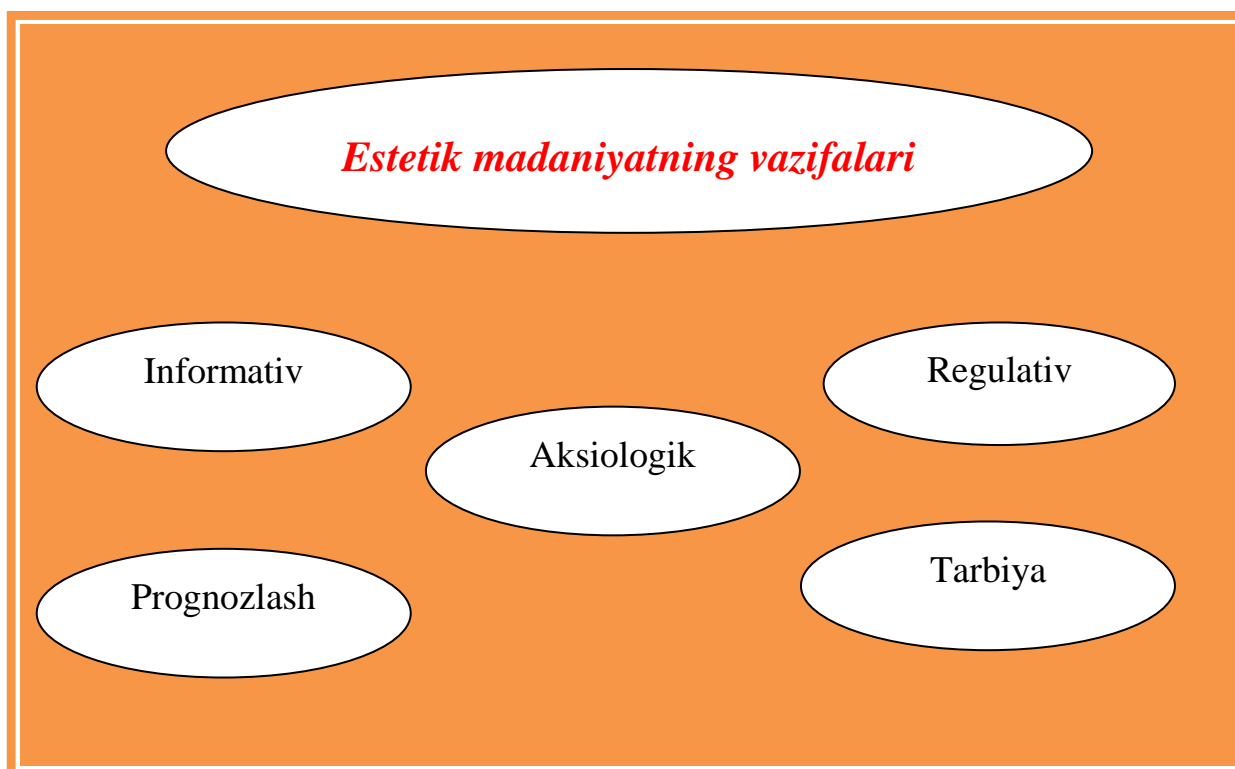 Estetik madaniyatning vazifalari
Informativ
Regulativ
Aksiologik
Prognozlash
Tarbiya